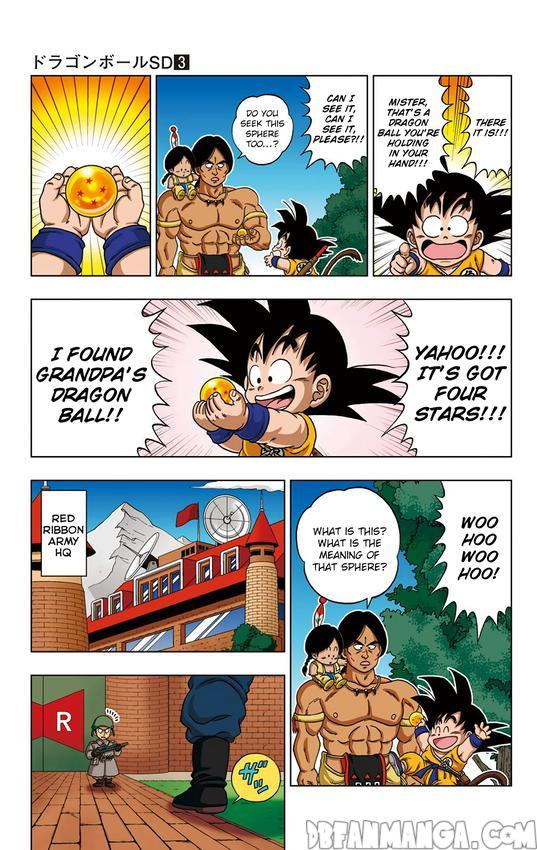 ドラゴンボールSD3
THERE
IT IS!!!
MISTER,
THAT'S A
DRAGON
BALL YOU'RE
HOLDING
IN YOUR
HAND!!!
CAN I
SEE IT,
CAN I
SEE IT,
PLEASE?!!
DO YOU
SEEK THIS
SPHERE
TOO...?
YAHOO!!!
IT'S GOT
FOUR
STARS!!!
I FOUND
GRANDPA'S
DRAGON
BALL!!
WOO
HOO
WOO
HOO!
WHAT IS THIS?
WHAT IS THE
MEANING OF
THAT SPHERE?
RED
RIBBON
ARMY
HQ
R
ザッ
DBFANMANGA.COM